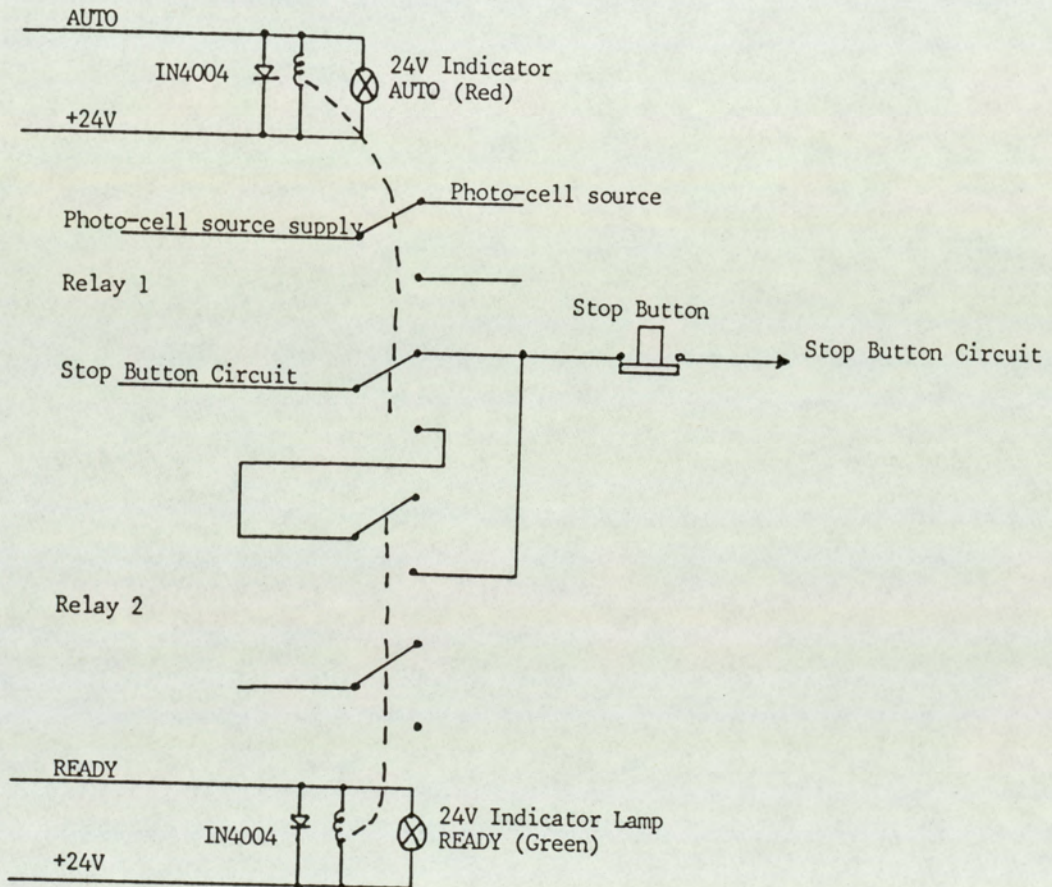 AUTO
IN4004
24V Indicator
AUTO (Red)
+24V
Photo-cell source
Photo-cell source supply
Relay 1
Stop Button
Stop Button Circuit
Stop Button Circuit
Relay 2
READY
IN4004
24V Indicator Lamp
READY (Green)
+24V